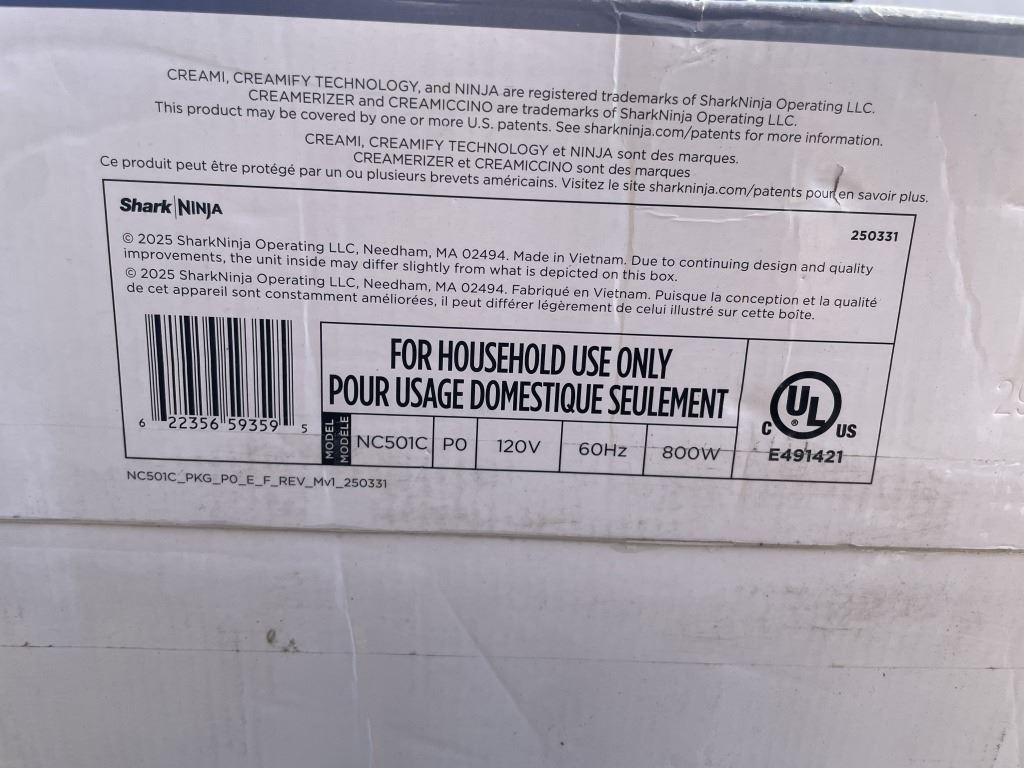 CREAMI, CREAMIFY TECHNOLOGY, and NINJA are registered trademarks of SharkNinja Operating LLC.
CREAMERIZER and CREAMICCINO are trademarks of SharkNinja Operating LLC.
This product may be covered by one or more U.S. patents. See sharkninja.com/patents for more information.
CREAMI, CREAMIFY TECHNOLOGY et NINJA sont des marques.
CREAMERIZER et CREAMICCINO sont des marques
Ce produit peut être protégé par un ou plusieurs brevets américains. Visitez le site sharkninja.com/patents pour en savoir plus.
Shark NINJA
250331
© 2025 SharkNinja Operating LLC, Needham, MA 02494. Made in Vietnam. Due to continuing design and quality
improvements, the unit inside may differ slightly from what is depicted on this box.
© 2025 SharkNinja Operating LLC, Needham, MA 02494. Fabriqué en Vietnam. Puisque la conception et la qualité
de cet appareil sont constamment améliorées, il peut différer légèrement de celui illustré sur cette boîte.
6 22356 59359 5
FOR HOUSEHOLD USE ONLY
POUR USAGE DOMESTIQUE SEULEMENT
MODEL
MODÈLE
NC501C P0 120V 60Hz 800W
C UL ® US
E491421
NC501C_PKG_P0_E_F_REV_Mv1_250331